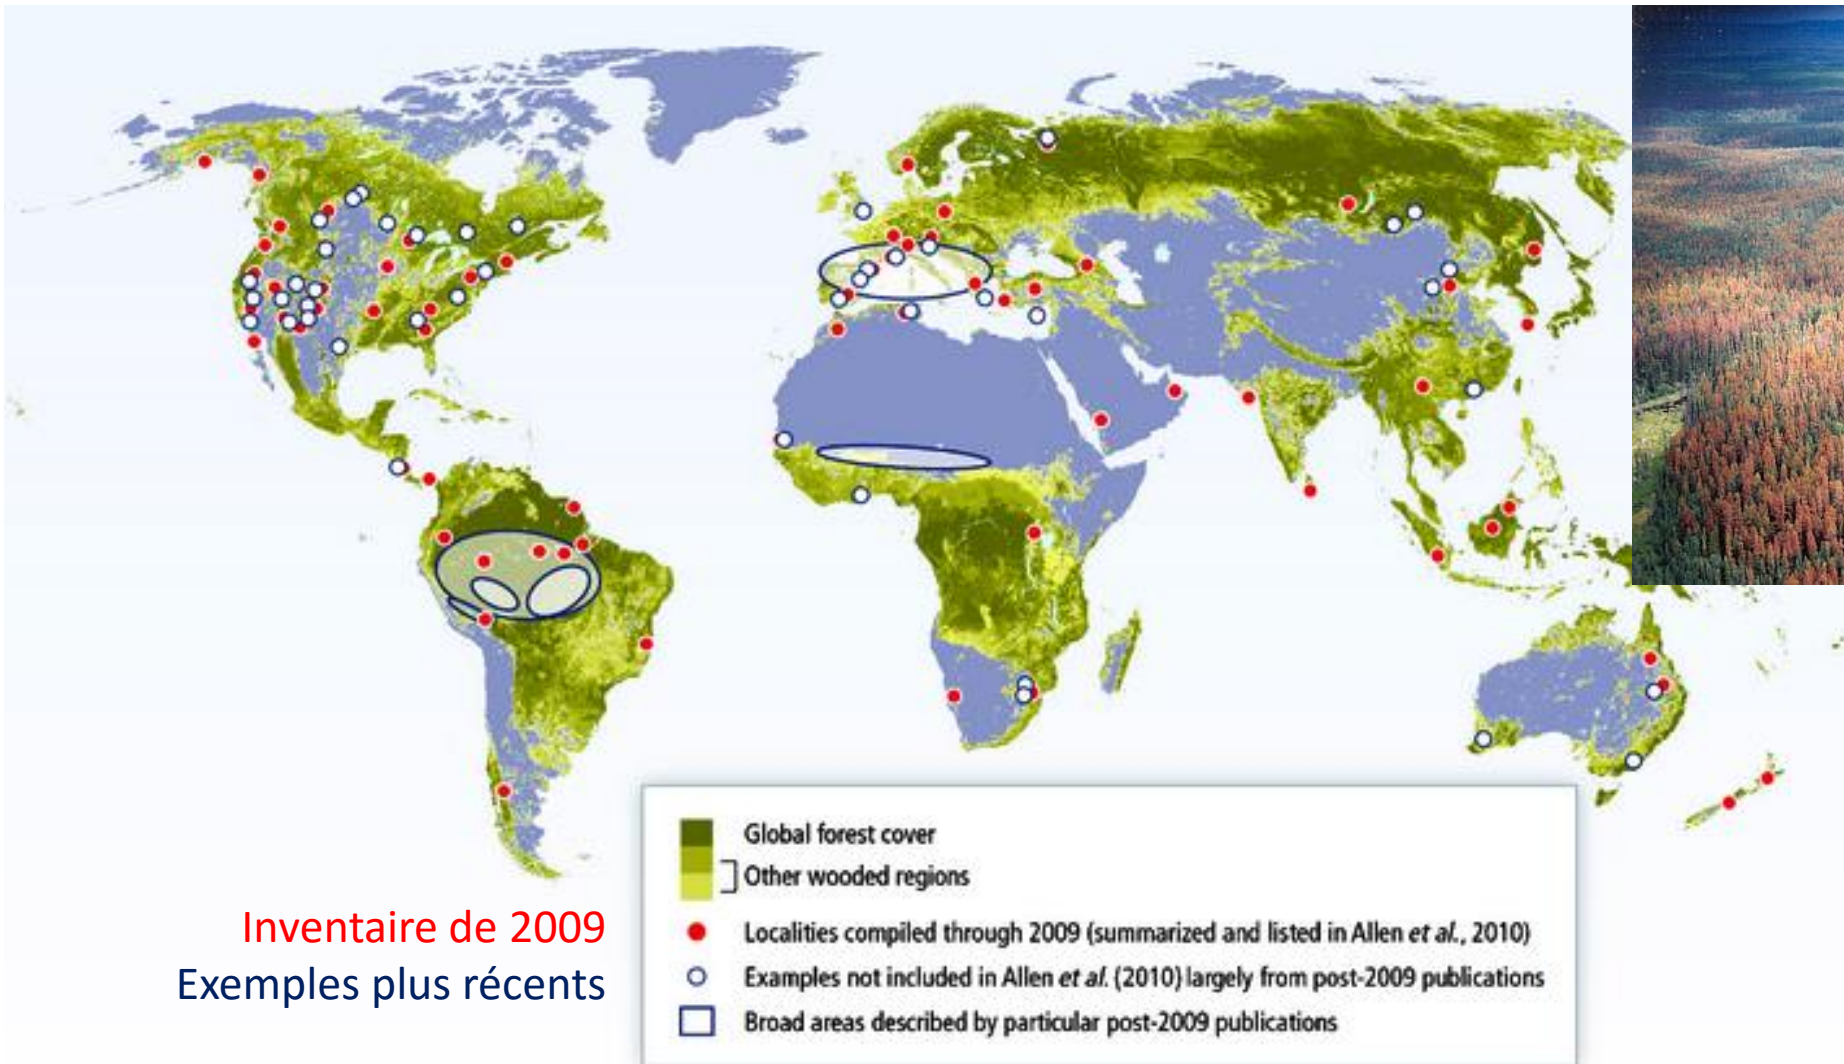 Global forest cover
Other wooded regions
Localities compiled through 2009 (summarized and listed in Allen et al., 2010)
Examples not included in Allen et al. (2010) largely from post-2009 publications
Broad areas described by particular post-2009 publications
Inventaire de 2009
Exemples plus récents